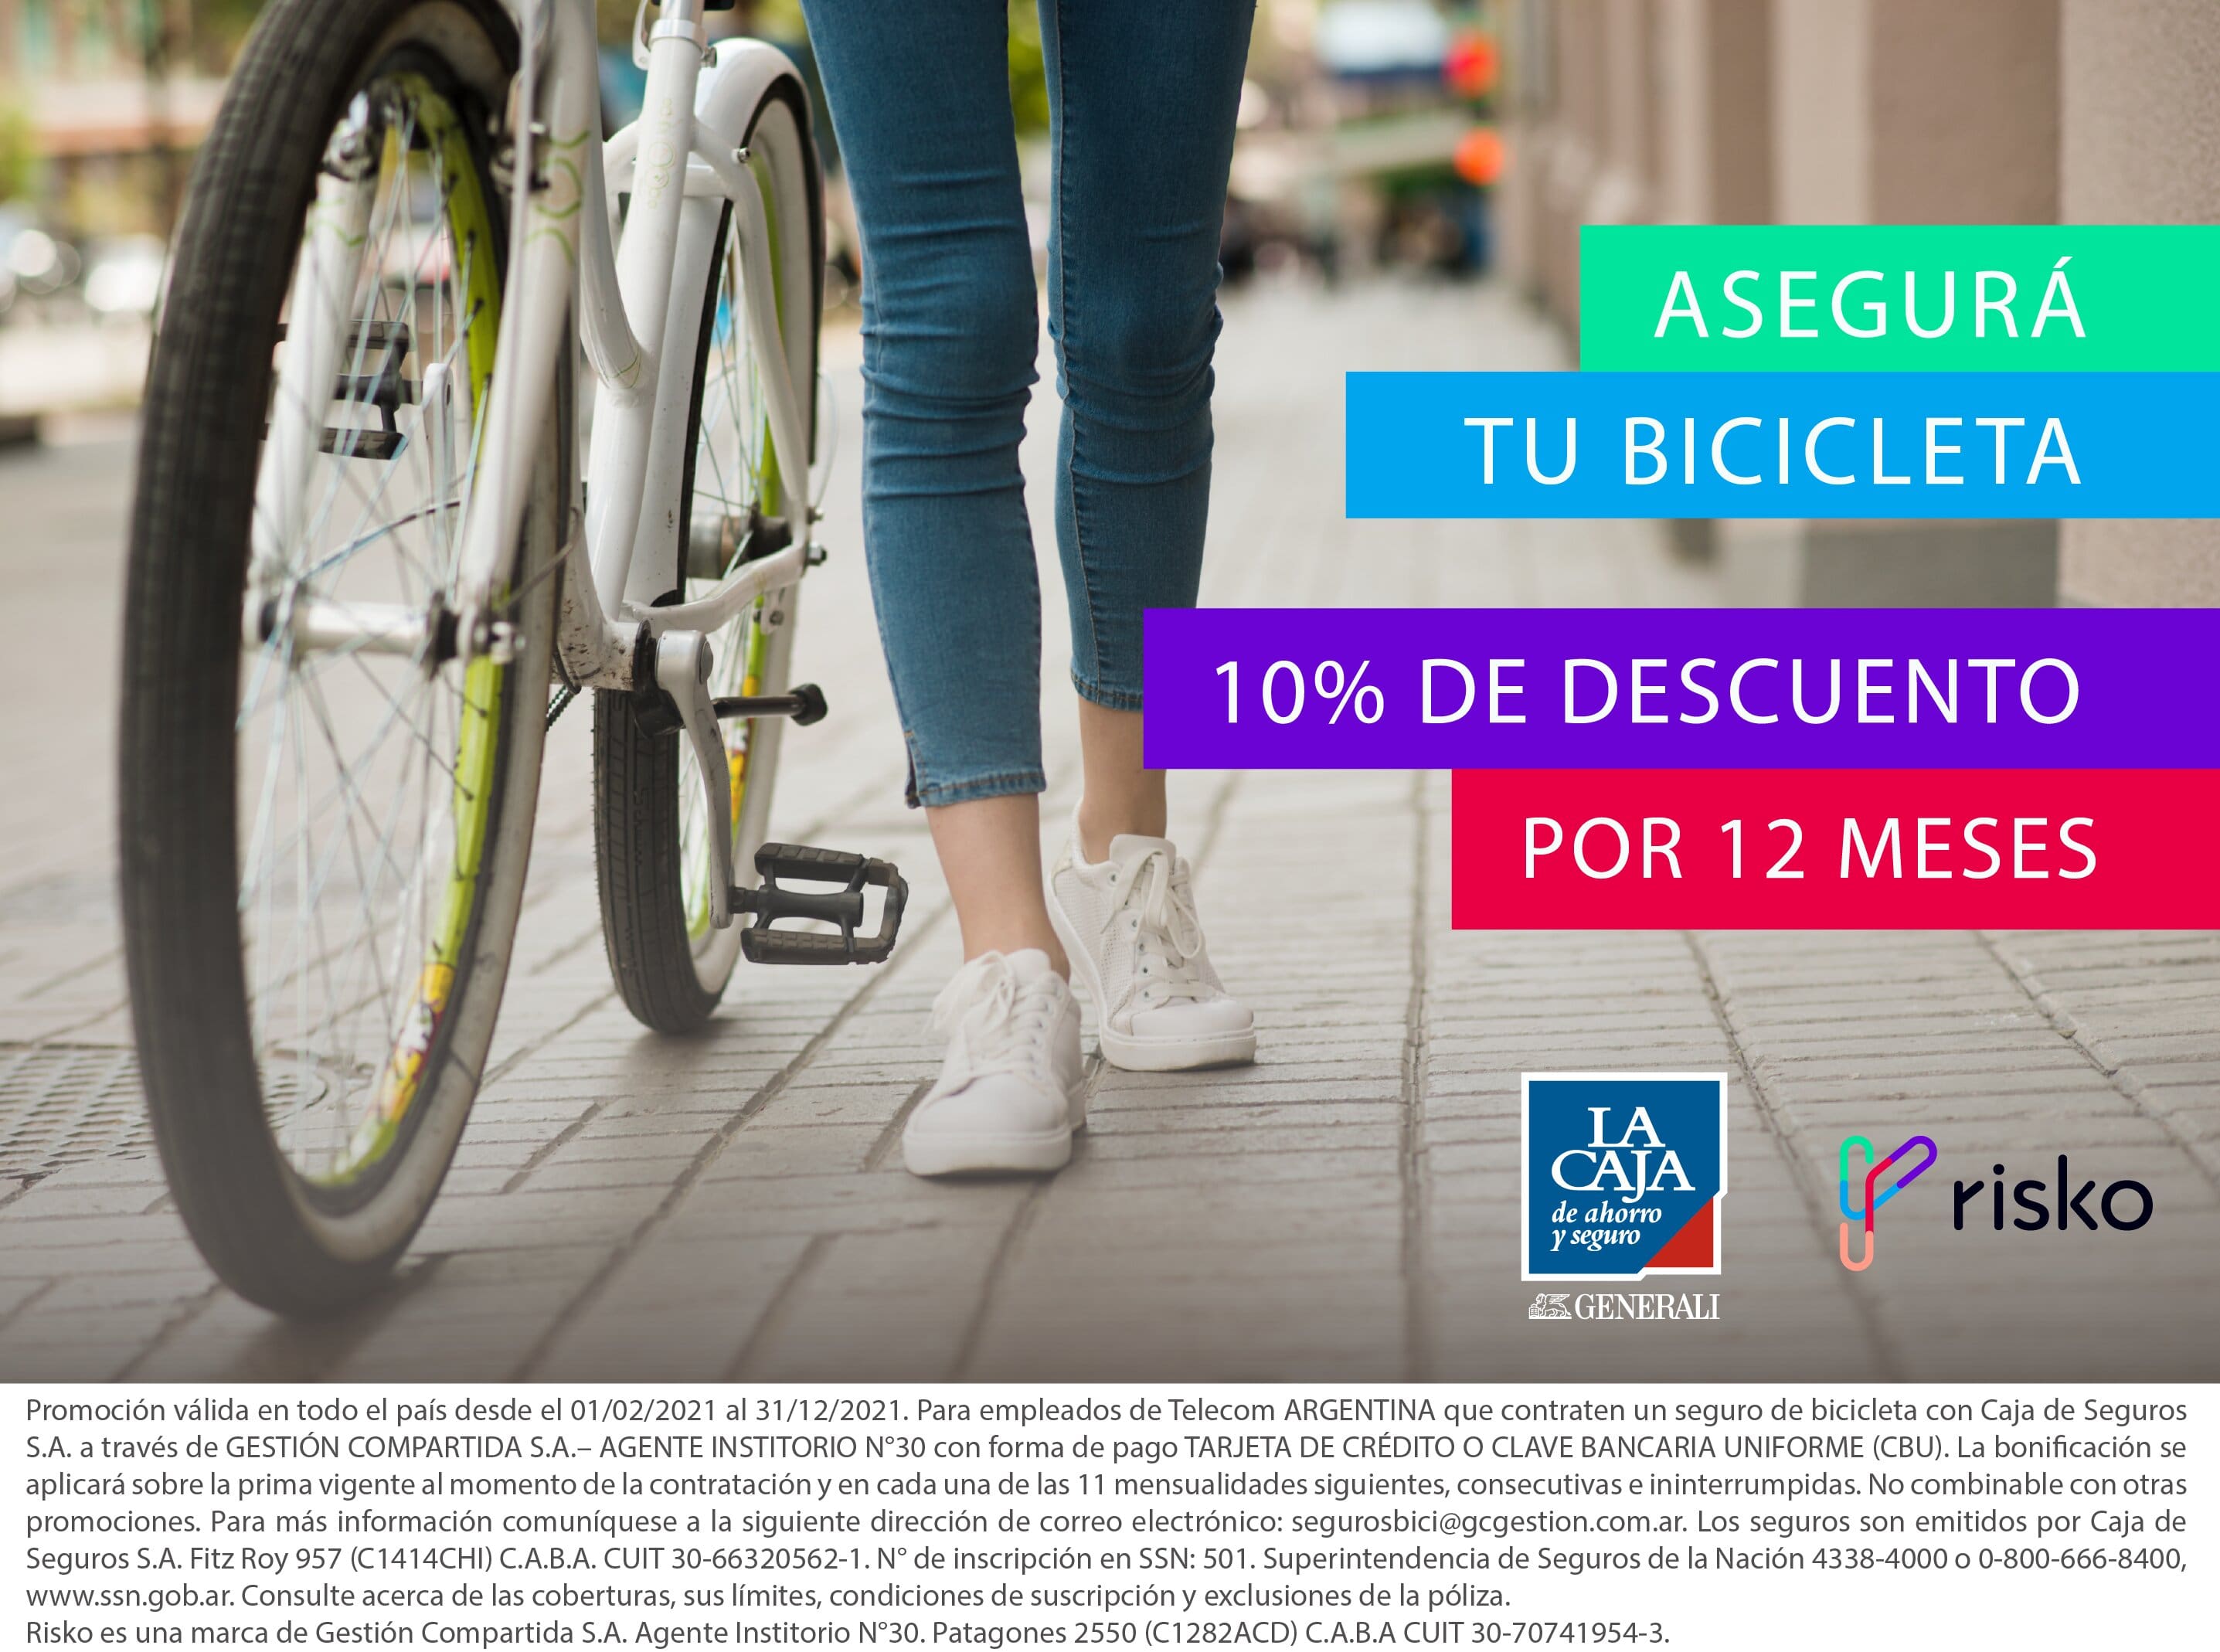 ASEGURÁ
TU BICICLETA
10% DE DESCUENTO
POR 12 MESES
LA
CAJA
de ahorro
y seguro
GENERALI
risko
Promoción válida en todo el país desde el 01/02/2021 al 31/12/2021. Para empleados de Telecom ARGENTINA que contraten un seguro de bicicleta con Caja de Seguros
S.A. a través de GESTIÓN COMPARTIDA S.A.– AGENTE INSTITORIO N°30 con forma de pago TARJETA DE CRÉDITO O CLAVE BANCARIA UNIFORME (CBU). La bonificación se
aplicará sobre la prima vigente al momento de la contratación y en cada una de las 11 mensualidades siguientes, consecutivas e ininterrumpidas. No combinable con otras
promociones. Para más información comuníquese a la siguiente dirección de correo electrónico: segurosbici@gcgestion.com.ar. Los seguros son emitidos por Caja de
Seguros S.A. Fitz Roy 957 (C1414CHI) C.A.B.A. CUIT 30-66320562-1. N° de inscripción en SSN: 501. Superintendencia de Seguros de la Nación 4338-4000 o 0-800-666-8400,
www.ssn.gob.ar. Consulte acerca de las coberturas, sus límites, condiciones de suscripción y exclusiones de la póliza.
Risko es una marca de Gestión Compartida S.A. Agente Institorio N°30. Patagones 2550 (C1282ACD) C.A.B.A CUIT 30-70741954-3.